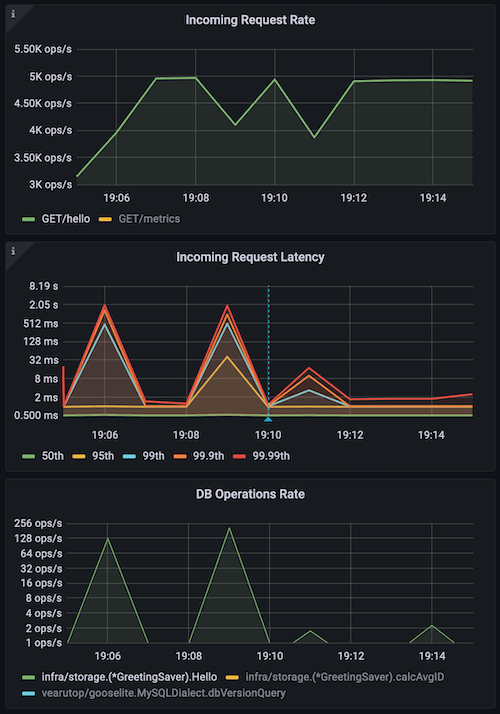 i
Incoming Request Rate
5.50K ops/s
5K ops/s
4.50K ops/s
4K ops/s
3.50K ops/s
3K ops/s
19:06 19:08 19:10 19:12 19:14
GET/hello GET/metrics
i
Incoming Request Latency
8.19 s
2.05 s
512 ms
128 ms
32 ms
8 ms
2 ms
0.500 ms
19:06 19:08 19:10 19:12 19:14
50th 95th 99th 99.9th 99.99th
DB Operations Rate
256 ops/s
128 ops/s
64 ops/s
32 ops/s
16 ops/s
8 ops/s
4 ops/s
2 ops/s
1 ops/s
19:06 19:08 19:10 19:12 19:14
infra/storage.(*GreetingSaver).Hello infra/storage.(*GreetingSaver).calcAvgID
vearutop/gooselite.MySQLDialect.dbVersionQuery